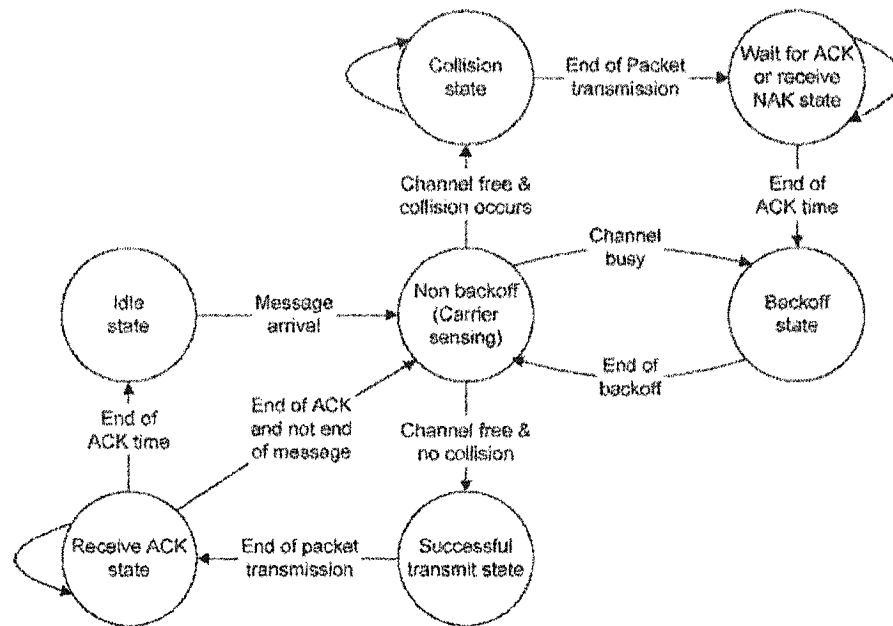 Collision
state
End of Packet
transmission
Wait for ACK
or receive
NAK state
Channel free &
collision occurs
End of
ACK time
Channel
busy
Idle
state
Message
arrival
Non backoff
(Carrier
sensing)
Backoff
state
End of
backoff
End of
ACK time
End of ACK
and not end
of message
Channel free &
no collision
Receive ACK
state
End of packet
transmission
Successful
transmit state